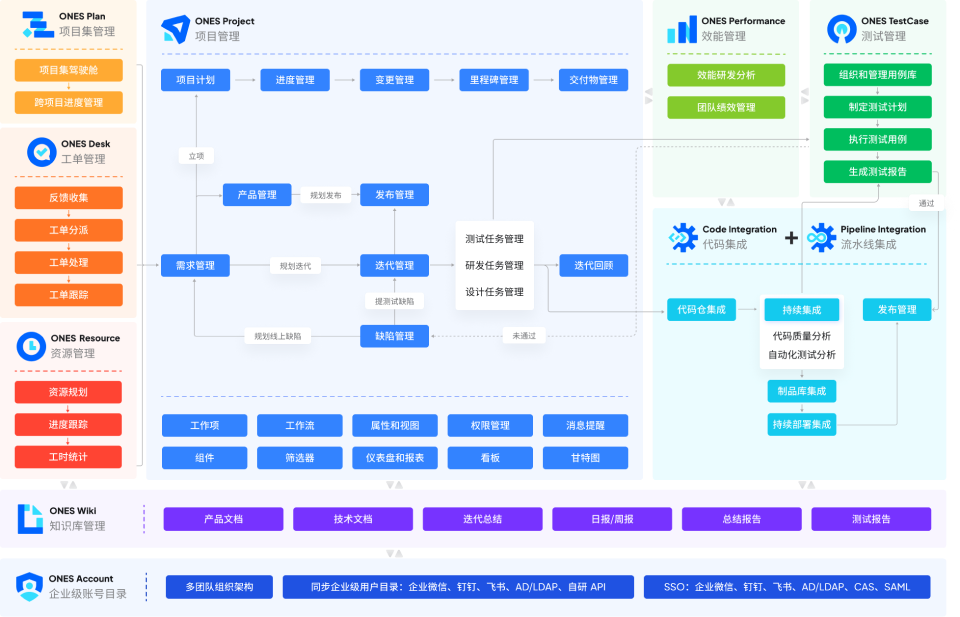 ONES Plan
项目集管理
项目集驾驶舱
跨项目进度管理
ONES Desk
工单管理
反馈收集
工单分派
工单处理
工单跟踪
ONES Resource
资源管理
资源规划
进度跟踪
工时统计
ONES Project
项目管理
项目计划
进度管理
变更管理
里程碑管理
交付物管理
立项
产品管理
规划发布
发布管理
需求管理
规划迭代
迭代管理
测试任务管理
研发任务管理
设计任务管理
迭代回顾
提测试缺陷
规划线上缺陷
缺陷管理
未通过
工作项
工作流
属性和视图
权限管理
消息提醒
组件
筛选器
仪表盘和报表
看板
甘特图
ONES Performance
效能管理
效能研发分析
团队绩效管理
ONES TestCase
测试管理
组织和管理用例库
制定测试计划
执行测试用例
生成测试报告
通过
Code Integration
代码集成
Pipeline Integration
流水线集成
代码仓集成
持续集成
代码质量分析
自动化测试分析
发布管理
制品库集成
持续部署集成
ONES Wiki
知识库管理
产品文档
技术文档
迭代总结
日报/周报
总结报告
测试报告
ONES Account
企业级账号目录
多团队组织架构
同步企业级用户目录：企业微信、钉钉、飞书、AD/LDAP、自研 API
SSO：企业微信、钉钉、飞书、AD/LDAP、CAS、SAML